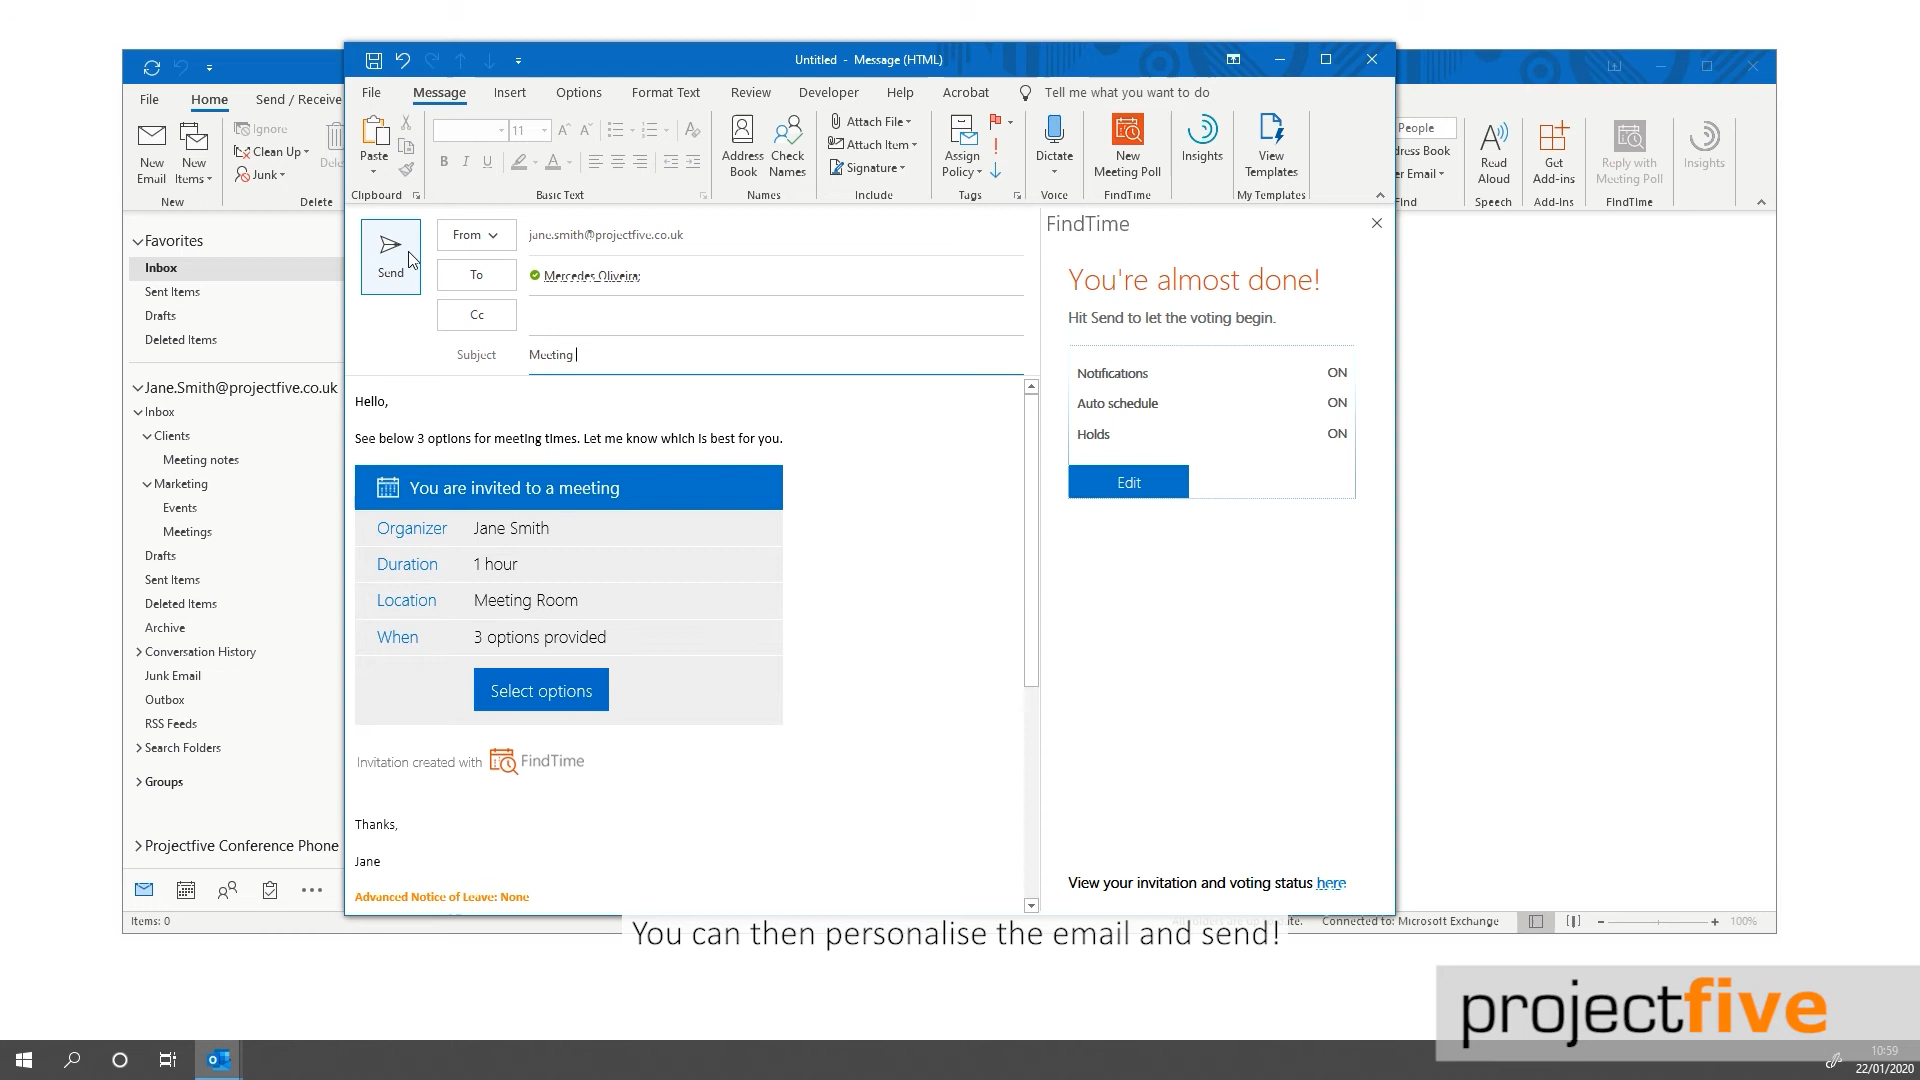 Untitled - Message (HTML)
File Home Send / Receive
File Message Insert Options Format Text Review Developer Help Acrobat Tell me what you want to do
New Email
New Items
New
Ignore
Clean Up
Junk
Delete
Paste
Clipboard
11
B I U
Basic Text
Address Book
Check Names
Names
Attach File
Attach Item
Signature
Include
Assign Policy
Tags
Dictate
Voice
New Meeting Poll
FindTime
Insights
View Templates
My Templates
People
dress Book
er Email
Find
Read Aloud
Speech
Get Add-ins
Add-Ins
Reply with Meeting Poll
FindTime
Insights
Favorites
Inbox
Sent Items
Drafts
Deleted Items
Jane.Smith@projectfive.co.uk
Inbox
Clients
Meeting notes
Marketing
Events
Meetings
Drafts
Sent Items
Deleted Items
Archive
Conversation History
Junk Email
Outbox
RSS Feeds
Search Folders
Groups
Projectfive Conference Phone
Items: 0
Send
From jane.smith@projectfive.co.uk
To Mercedes Oliveira;
Cc
Subject Meeting
Hello,
See below 3 options for meeting times. Let me know which is best for you.
You are invited to a meeting
Organizer Jane Smith
Duration 1 hour
Location Meeting Room
When 3 options provided
Select options
Invitation created with FindTime
Thanks,
Jane
Advanced Notice of Leave: None
FindTime
You're almost done!
Hit Send to let the voting begin.
Notifications ON
Auto schedule ON
Holds ON
Edit
View your invitation and voting status here
Connected to: Microsoft Exchange
100%
You can then personalise the email and send!
projectfive
10:59
22/01/2020